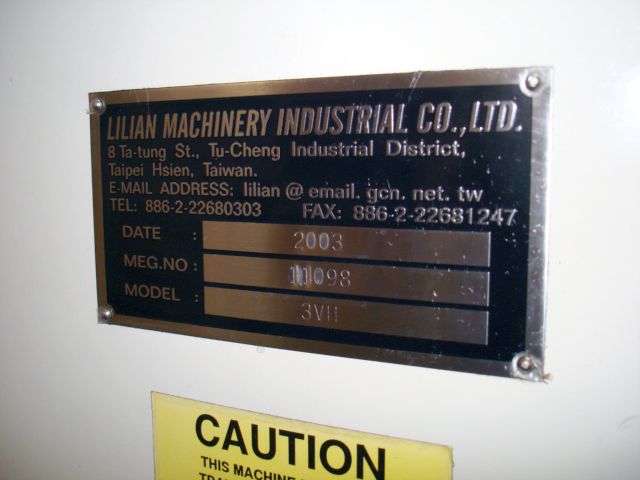 LILIAN MACHINERY INDUSTRIAL CO.,LTD.
8 Ta-tung St., Tu-Cheng Industrial District,
Taipei Hsien, Taiwan.
E-MAIL ADDRESS: lilian @ email. gcn. net. tw
TEL: 886-2-22680303 FAX: 886-2-22681247
DATE : 2003
MEG.NO : 11098
MODEL : 3VH
CAUTION
THIS MACHINE